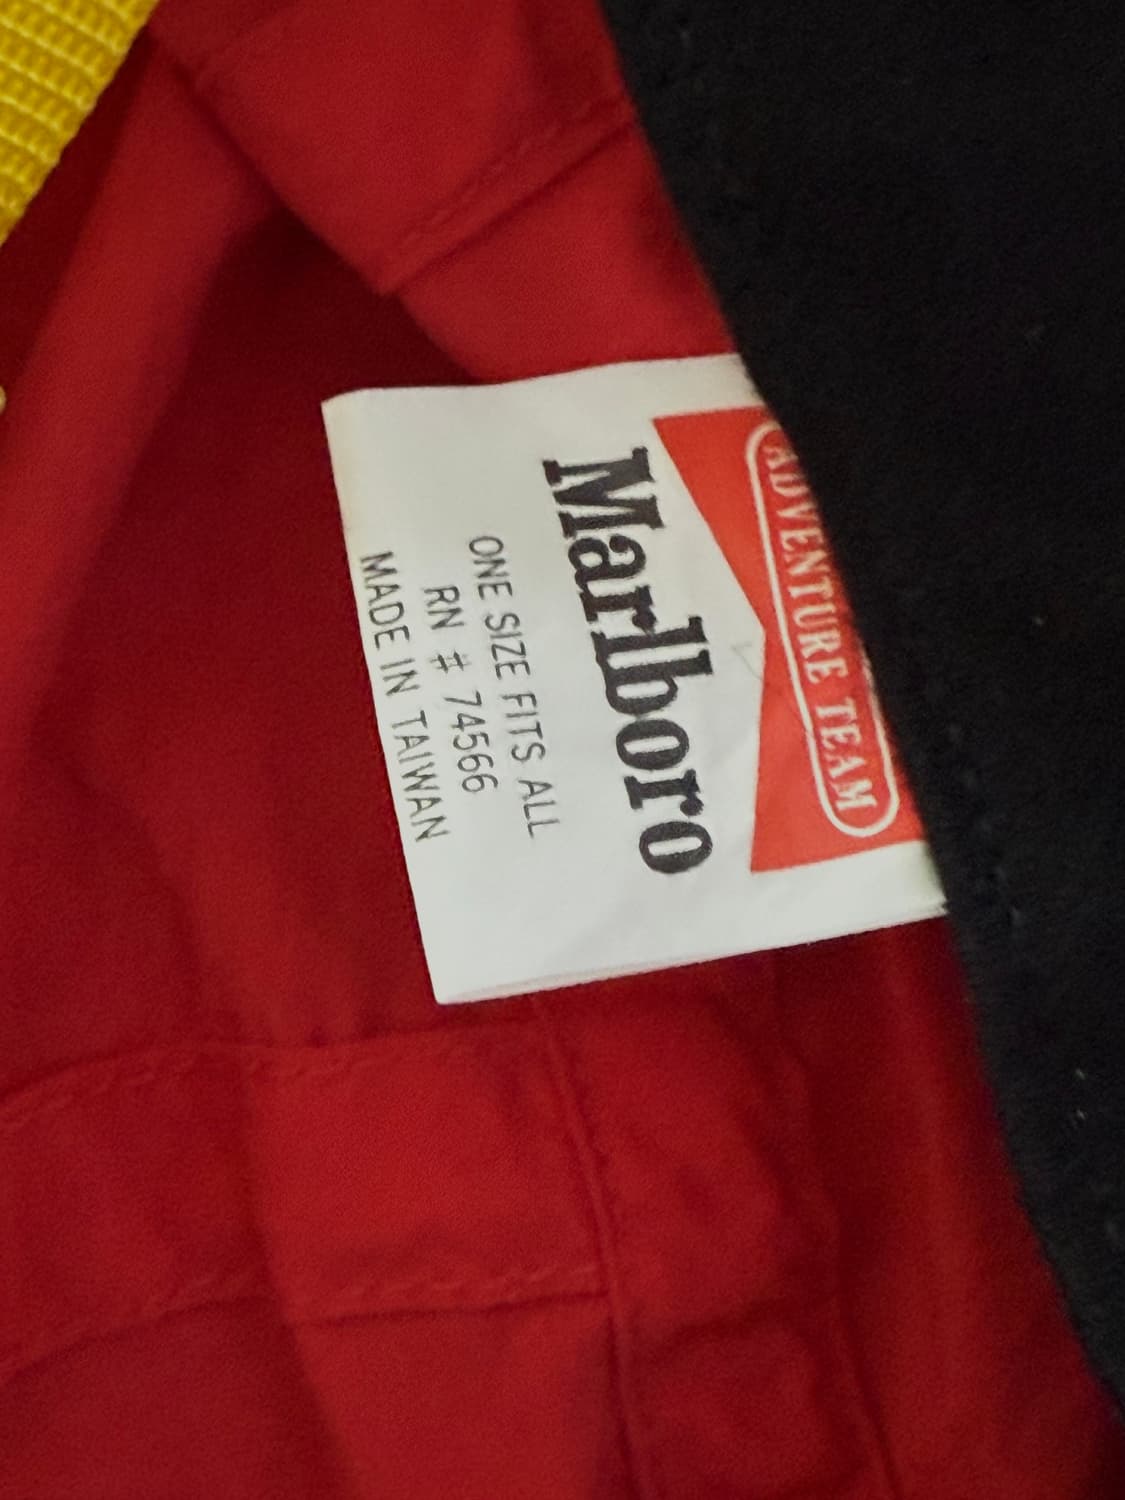 ADVENTURE TEAM
Marlboro
ONE SIZE FITS ALL
RN # 74566
MADE IN TAIWAN